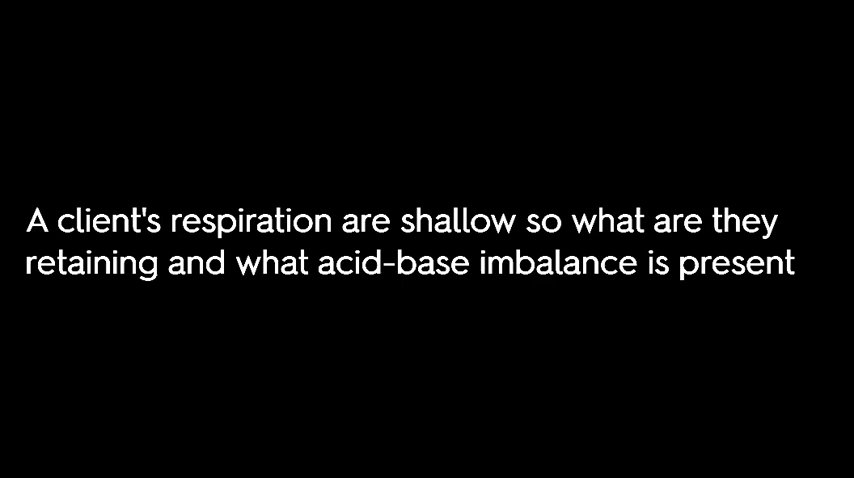 A client's respiration are shallow so what are they
retaining and what acid-base imbalance is present